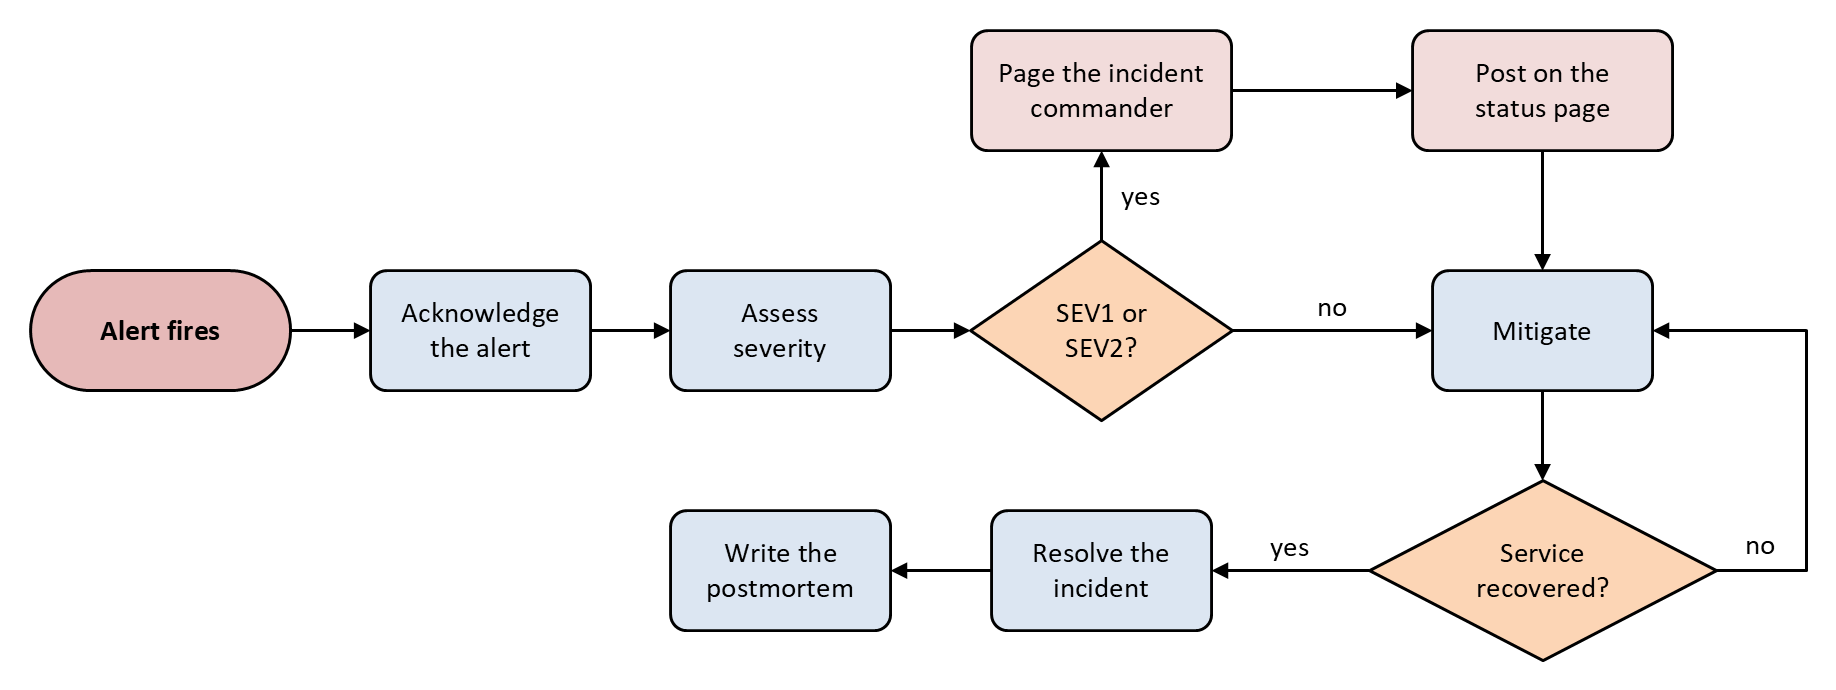 Page the incident
commander
Post on the
status page
yes
Alert fires
Acknowledge
the alert
Assess
severity
SEV1 or
SEV2?
no
Mitigate
Write the
postmortem
Resolve the
incident
yes
Service
recovered?
no